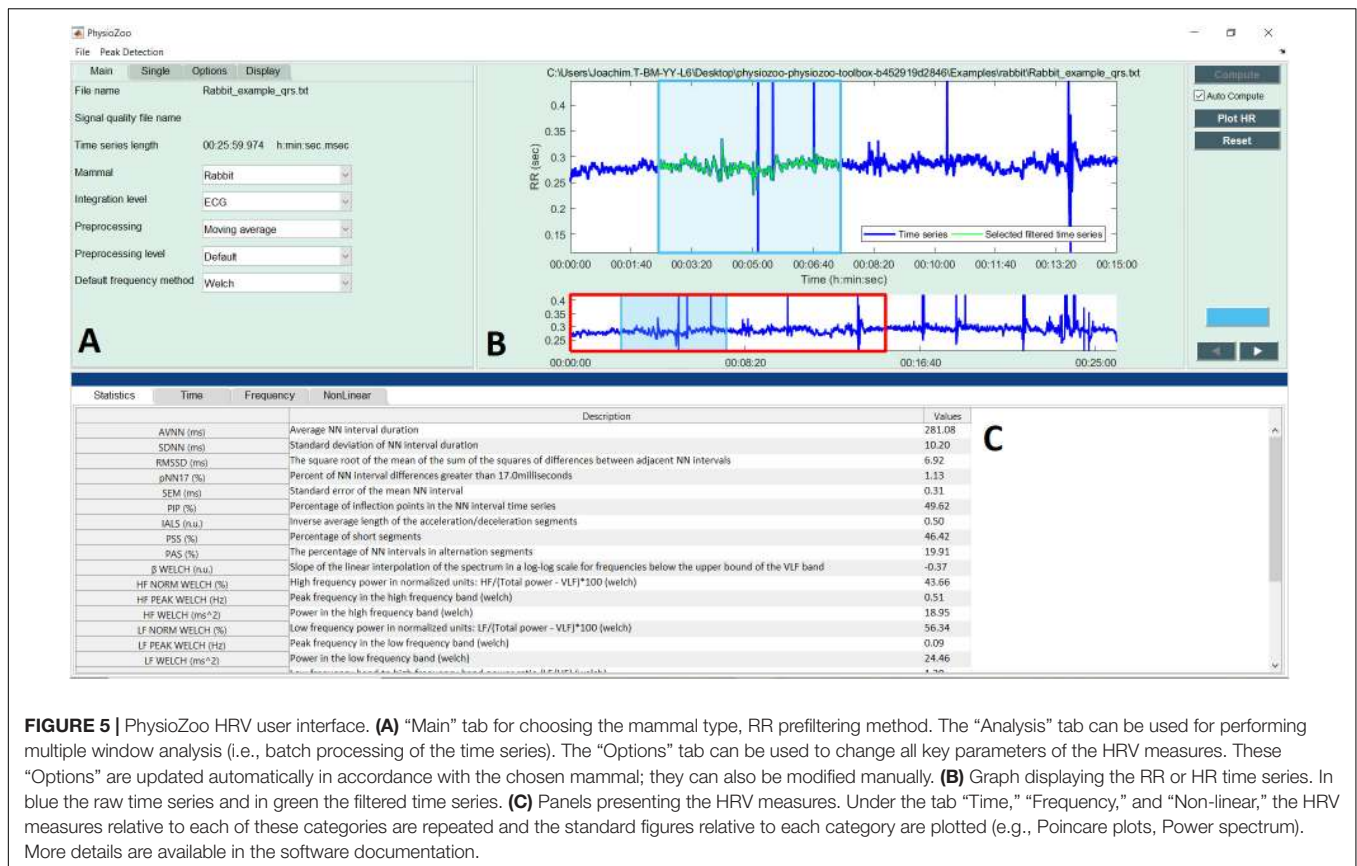 PhysioZoo
File Peak Detection
Main Single Options Display
File name Rabbit_example_qrs.txt
Signal quality file name
Time series length 00:25:59.974 h:min:sec.msec
Mammal Rabbit
Integration level ECG
Preprocessing Moving average
Preprocessing level Default
Default frequency method Welch
A
C:\Users\Joachim.T-BM-YY-L6\Desktop\physiozoo-physiozoo-toolbox-b452919d2846\Examples\rabbit\Rabbit_example_qrs.txt
0.4
0.35
0.3
0.25
0.2
0.15
RR (sec)
Time series Selected filtered time series
00:00:00 00:01:40 00:03:20 00:05:00 00:06:40 00:08:20 00:10:00 00:11:40 00:13:20 00:15:00
Time (h:min:sec)
0.4
0.35
0.3
0.25
00:00:00 00:08:20 00:16:40 00:25:00
B
Compute
Auto Compute
Plot HR
Reset
Statistics Time Frequency NonLinear
Description Values
AVNN (ms) Average NN interval duration 281.08
SDNN (ms) Standard deviation of NN interval duration 10.20
RMSSD (ms) The square root of the mean of the sum of the squares of differences between adjacent NN intervals 6.92
pNN17 (%) Percent of NN interval differences greater than 17.0milliseconds 1.13
SEM (ms) Standard error of the mean NN interval 0.31
PIP (%) Percentage of inflection points in the NN interval time series 49.62
IALS (n.u.) Inverse average length of the acceleration/deceleration segments 0.50
PSS (%) Percentage of short segments 46.42
PAS (%) The percentage of NN intervals in alternation segments 19.91
β WELCH (n.u.) Slope of the linear interpolation of the spectrum in a log-log scale for frequencies below the upper bound of the VLF band -0.37
HF NORM WELCH (%) High frequency power in normalized units: HF/(Total power - VLF)*100 (welch) 43.66
HF PEAK WELCH (Hz) Peak frequency in the high frequency band (welch) 0.51
HF WELCH (ms^2) Power in the high frequency band (welch) 18.95
LF NORM WELCH (%) Low frequency power in normalized units: LF/(Total power - VLF)*100 (welch) 56.34
LF PEAK WELCH (Hz) Peak frequency in the low frequency band (welch) 0.09
LF WELCH (ms^2) Power in the low frequency band (welch) 24.46
C
FIGURE 5 | PhysioZoo HRV user interface. (A) “Main” tab for choosing the mammal type, RR prefiltering method. The “Analysis” tab can be used for performing
multiple window analysis (i.e., batch processing of the time series). The “Options” tab can be used to change all key parameters of the HRV measures. These
“Options” are updated automatically in accordance with the chosen mammal; they can also be modified manually. (B) Graph displaying the RR or HR time series. In
blue the raw time series and in green the filtered time series. (C) Panels presenting the HRV measures. Under the tab “Time,” “Frequency,” and “Non-linear,” the HRV
measures relative to each of these categories are repeated and the standard figures relative to each category are plotted (e.g., Poincare plots, Power spectrum).
More details are available in the software documentation.